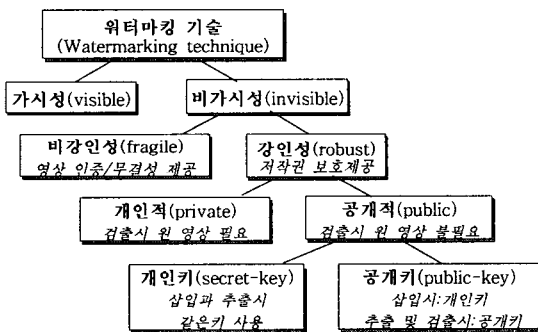 워터마킹 기술
(Watermarking technique)
가시성(visible)
비가시성(invisible)
비강인성(fragile)
영상 인증/무결성 제공
강인성(robust)
저작권 보호제공
개인적(private)
검출시 원 영상 필요
공개적(public)
검출시 원 영상 불필요
개인키(secret-key)
삽입과 추출시
같은키 사용
공개키(public-key)
삽입시:개인키
추출 및 검출시:공개키